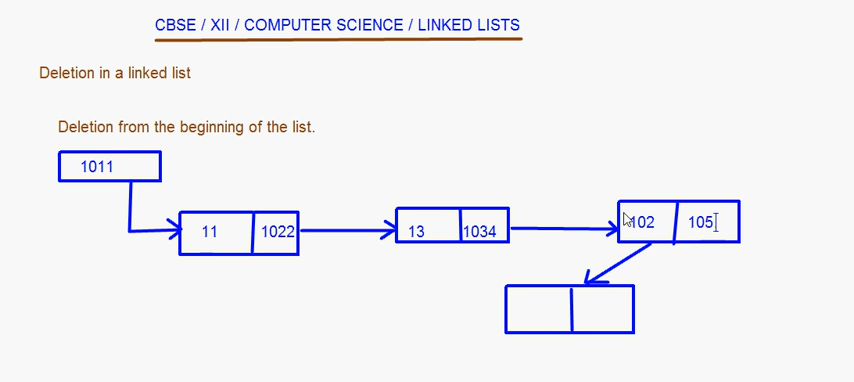 CBSE / XII / COMPUTER SCIENCE / LINKED LISTS
Deletion in a linked list
Deletion from the beginning of the list.
1011
11 1022
13 1034
102 105